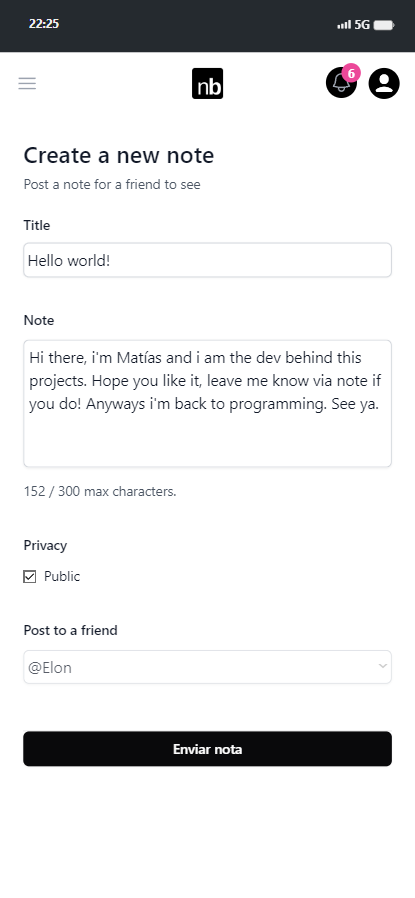 22:25
5G
nb
6
Create a new note
Post a note for a friend to see
Title
Hello world!
Note
Hi there, i'm Matías and i am the dev behind this
projects. Hope you like it, leave me know via note if
you do! Anyways i'm back to programming. See ya.
152 / 300 max characters.
Privacy
Public
Post to a friend
@Elon
Enviar nota